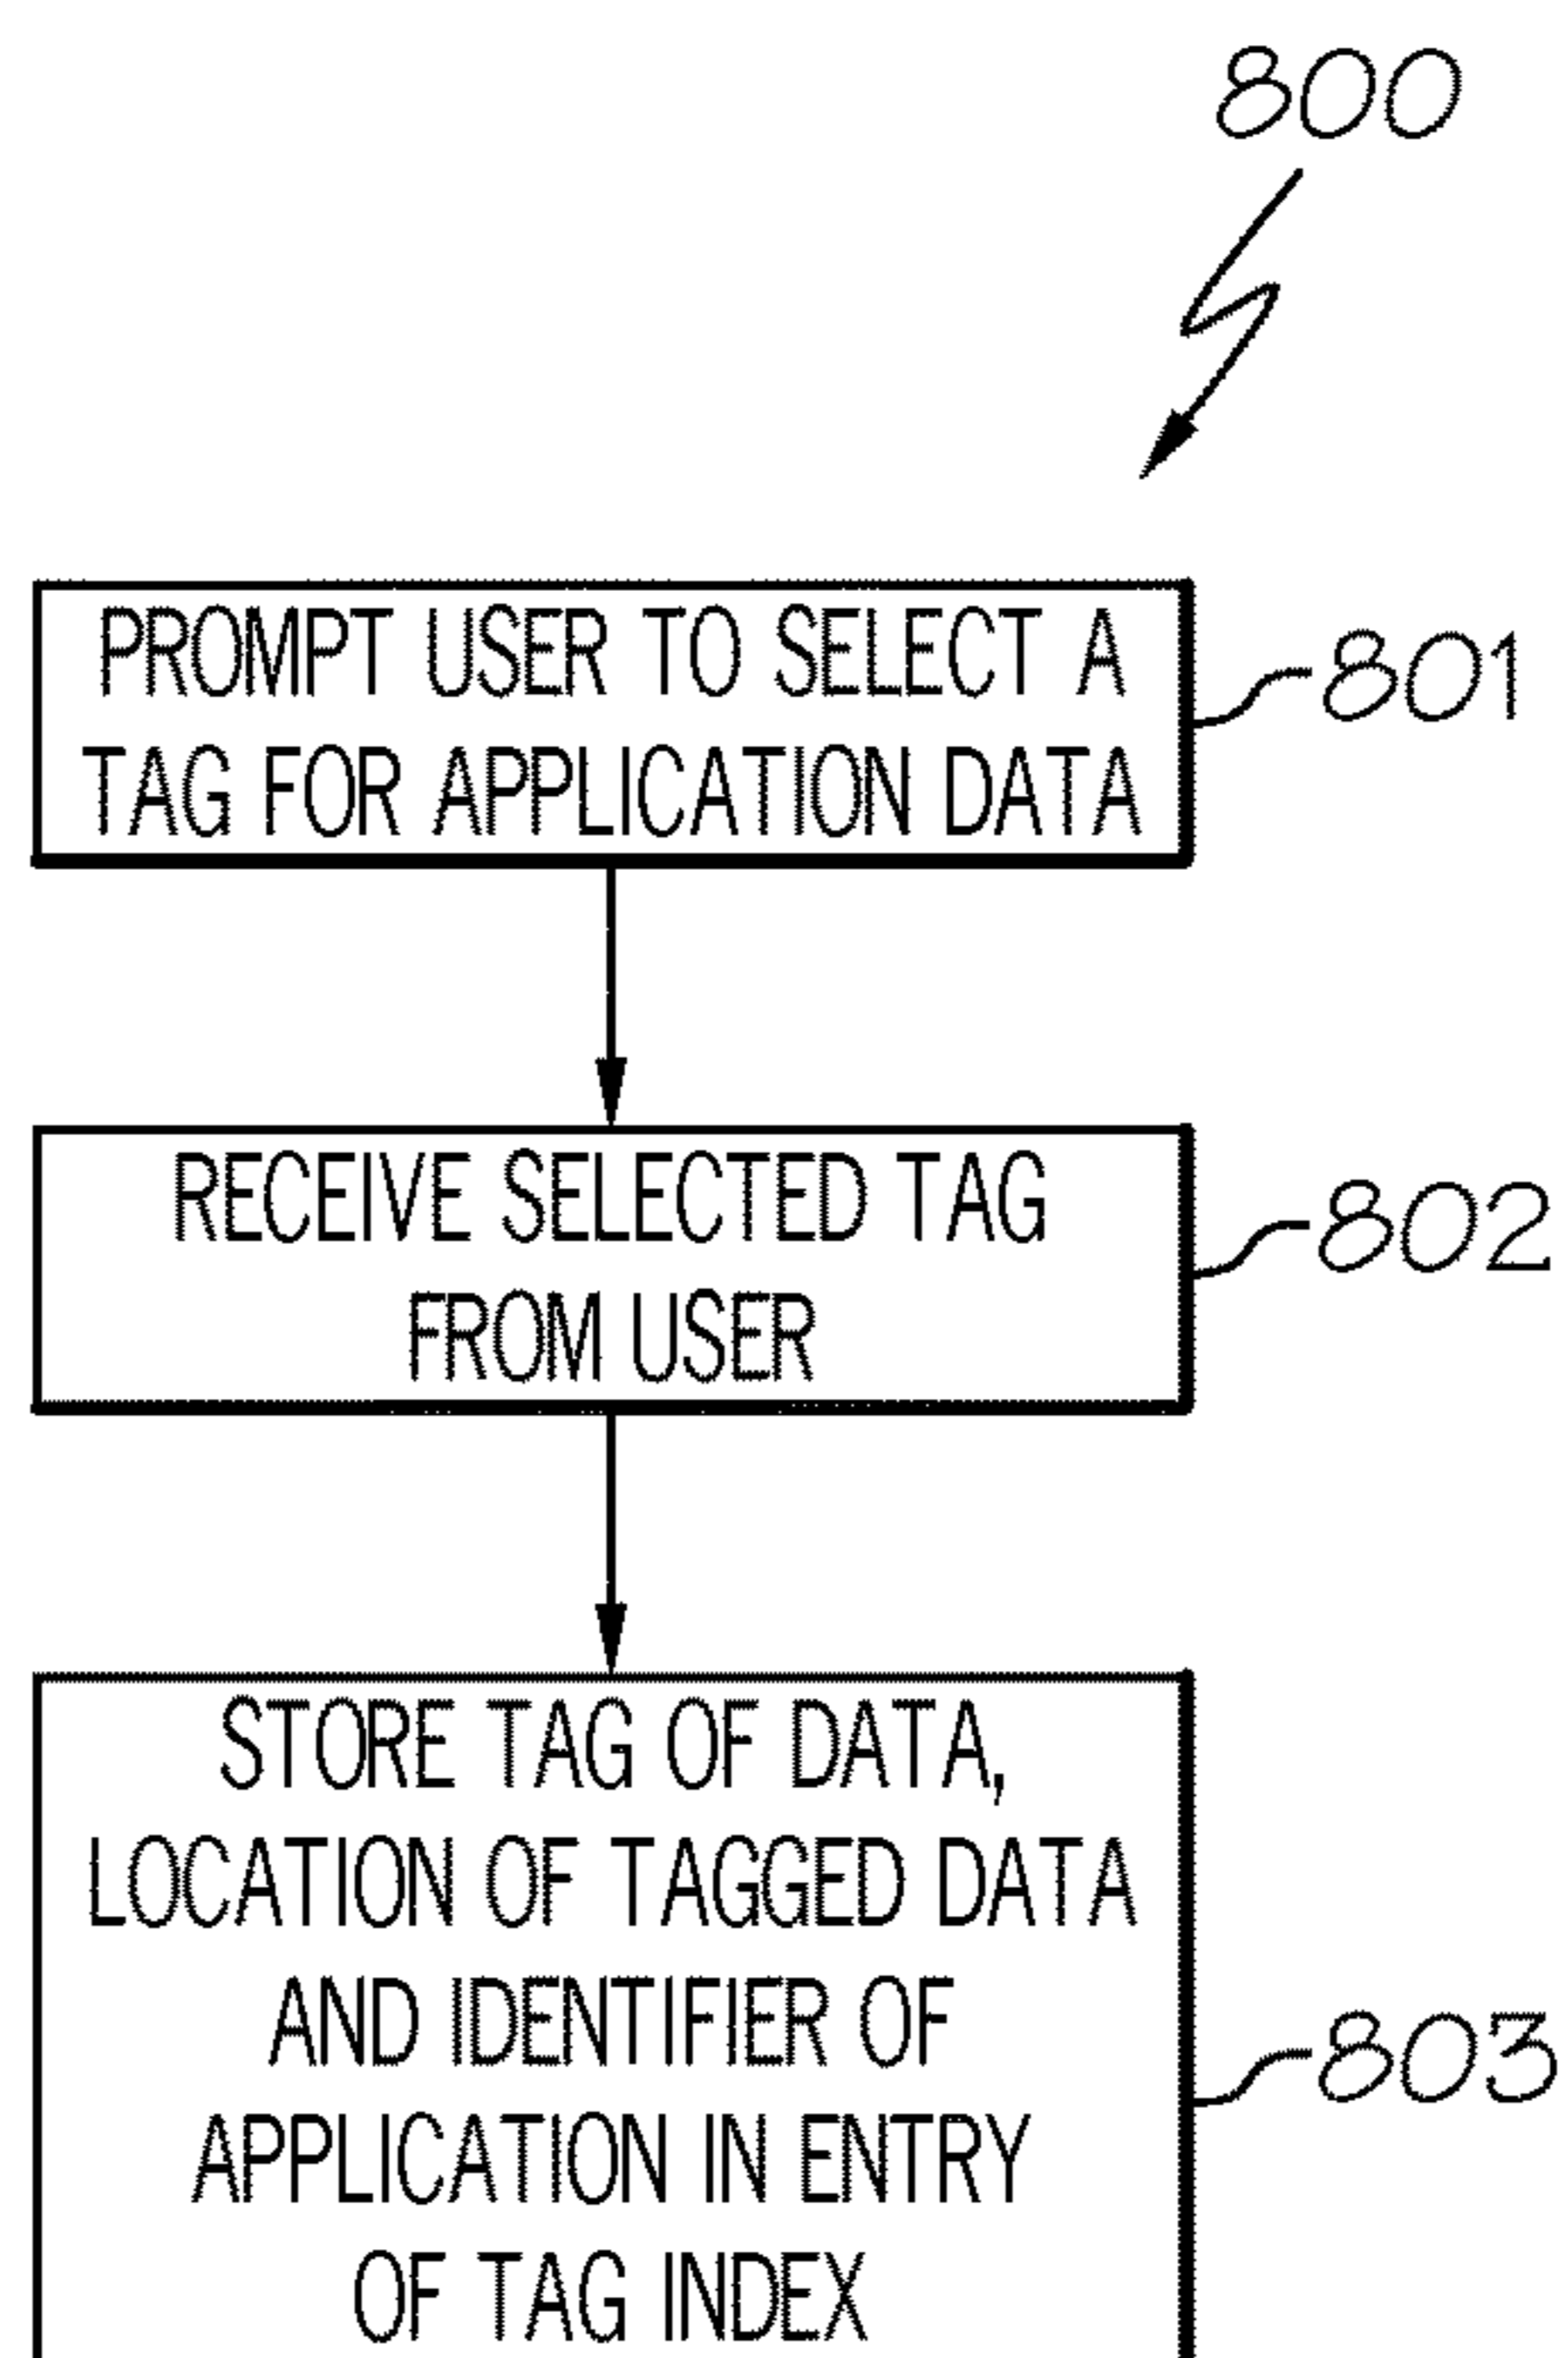 800
PROMPT USER TO SELECT A
TAG FOR APPLICATION DATA
801
RECEIVE SELECTED TAG
FROM USER
802
STORE TAG OF DATA,
LOCATION OF TAGGED DATA
AND IDENTIFIER OF
APPLICATION IN ENTRY
OF TAG INDEX
803